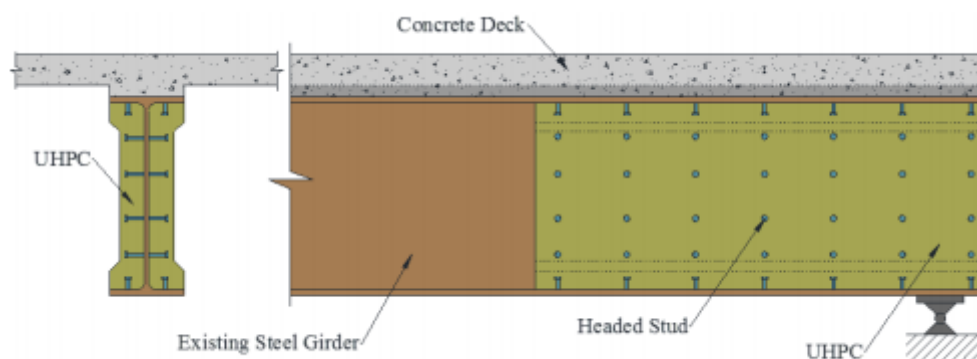 Concrete Deck
UHPC
Existing Steel Girder
Headed Stud
UHPC